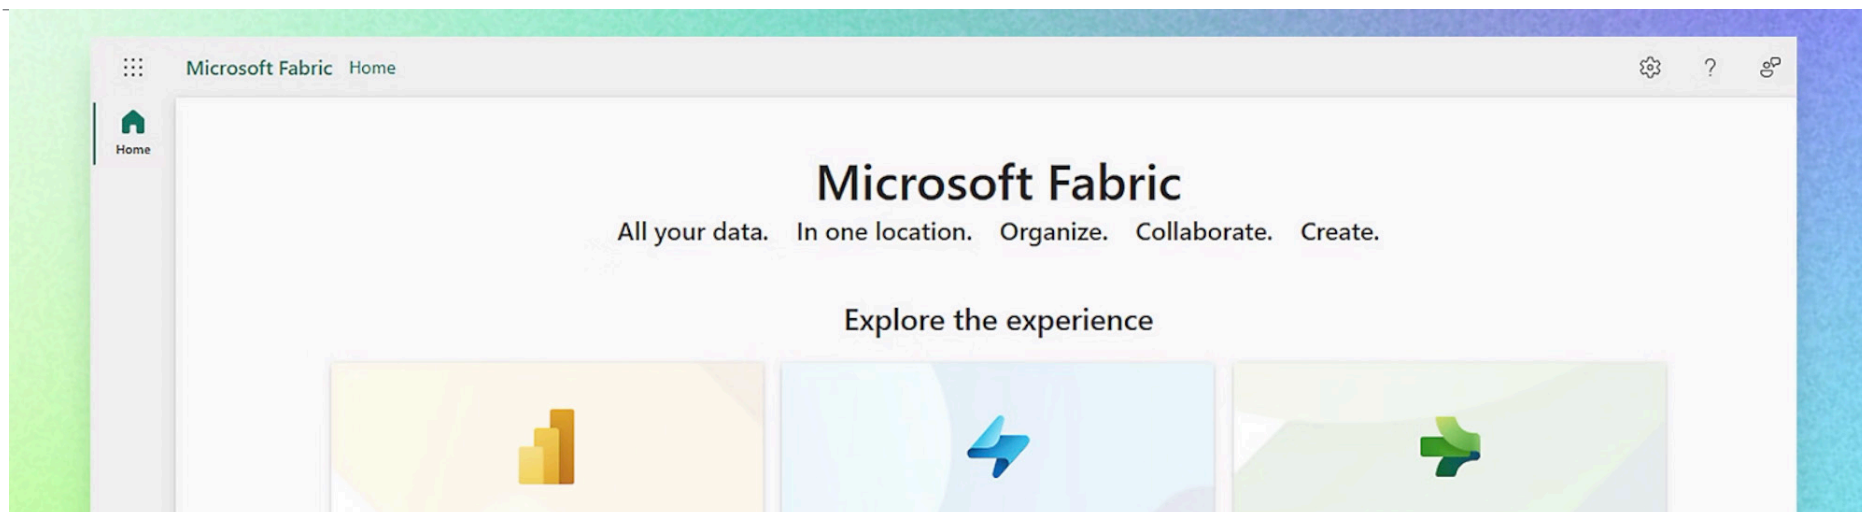 Microsoft Fabric Home
Home
Microsoft Fabric
All your data. In one location. Organize. Collaborate. Create.
Explore the experience